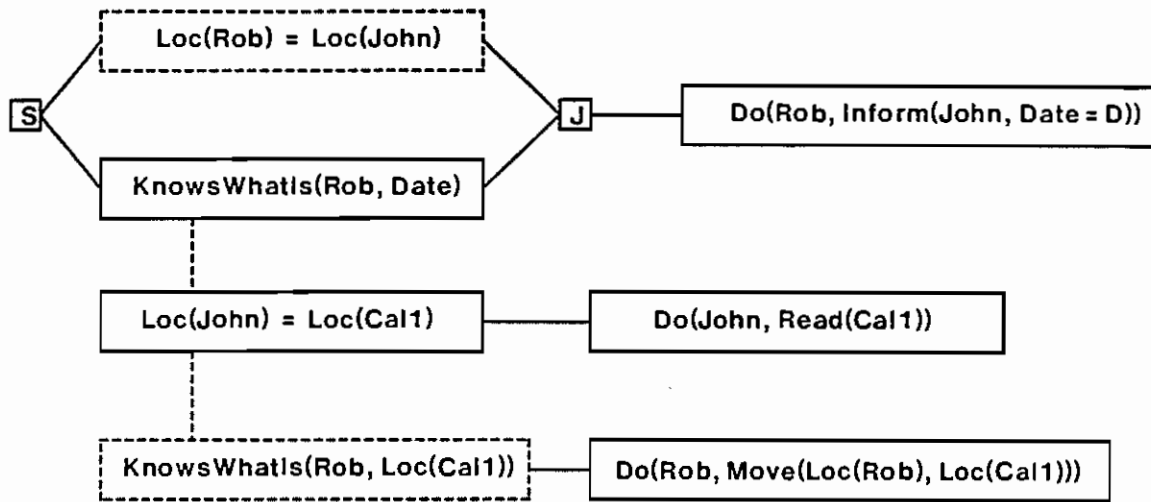 Loc(Rob) = Loc(John)
S
J
Do(Rob, Inform(John, Date = D))
KnowsWhatIs(Rob, Date)
Loc(John) = Loc(Cal1)
Do(John, Read(Cal1))
KnowsWhatIs(Rob, Loc(Cal1))
Do(Rob, Move(Loc(Rob), Loc(Cal1)))